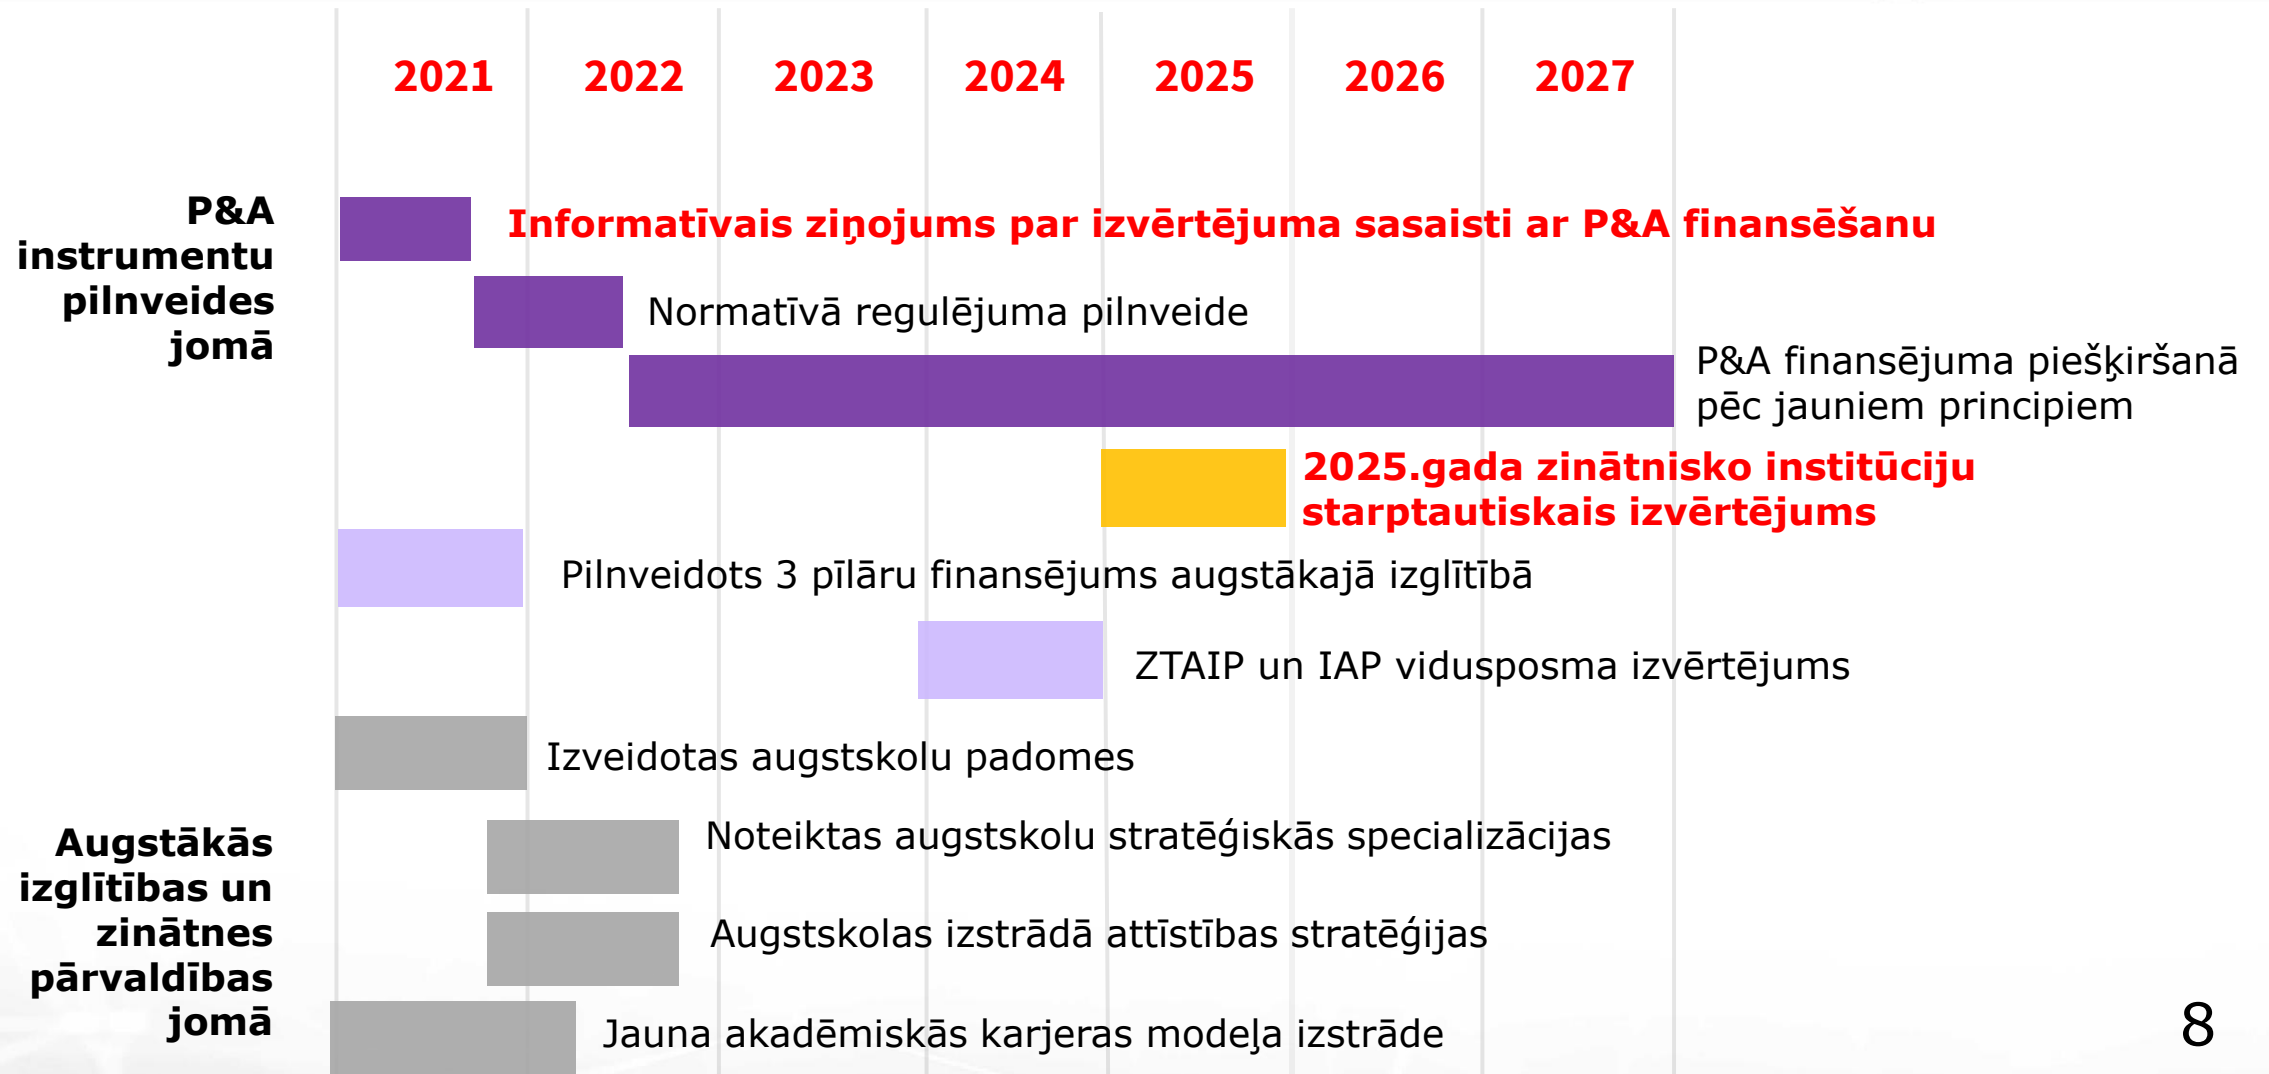 2021 2022 2023 2024 2025 2026 2027
P&A
instrumentu
pilnveides
jomā
Informatīvais ziņojums par izvērtējuma sasaisti ar P&A finansēšanu
Normatīvā regulējuma pilnveide
P&A finansējuma piešķiršanā
pēc jauniem principiem
2025.gada zinātnisko institūciju
starptautiskais izvērtējums
Pilnveidots 3 pīlāru finansējums augstākajā izglītībā
ZTAIP un IAP vidusposma izvērtējums
Izveidotas augstskolu padomes
Augstākās
izglītības un
zinātnes
pārvaldības
jomā
Noteiktas augstskolu stratēģiskās specializācijas
Augstskolas izstrādā attīstības stratēģijas
Jauna akadēmiskās karjeras modeļa izstrāde
8